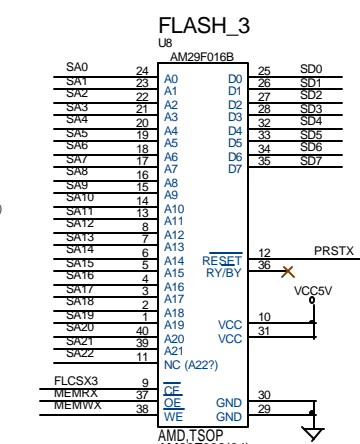 FLASH_3
U8
AM29F016B
SA0 24 A0 D0 25 SD0
SA1 23 A1 D1 26 SD1
SA2 22 A2 D2 27 SD2
SA3 21 A3 D3 28 SD3
SA4 20 A4 D4 32 SD4
SA5 19 A5 D5 33 SD5
SA6 18 A6 D6 34 SD6
SA7 17 A7 D7 35 SD7
SA8 16 A8
SA9 15 A9
SA10 14 A10
SA11 13 A11
SA12 8 A12
SA13 7 A13
SA14 6 A14 RESET 12 PRSTX
SA15 5 A15 RY/BY 36
SA16 4 A16
SA17 3 A17 VCC5V
SA18 2 A18
SA19 1 A19 VCC 10
SA20 40 A20 VCC 31
SA21 39 A21
SA22 11 NC (A22?)
FLCSX3 9 CE
MEMRX 37 OE GND 30
MEMWX 38 WE GND 29
AMD,TSOP